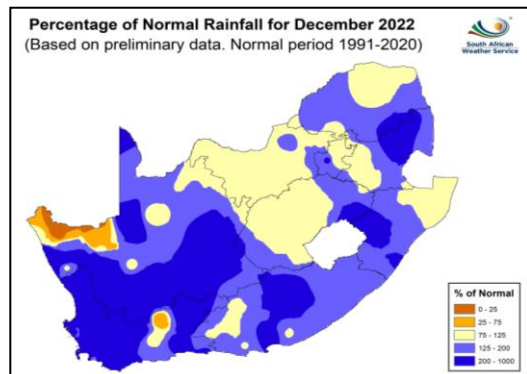 Percentage of Normal Rainfall for December 2022
(Based on preliminary data. Normal period 1991-2020)
South African
Weather Service
% of Normal
0 - 25
25 - 75
75 - 125
125 - 200
200 - 1000